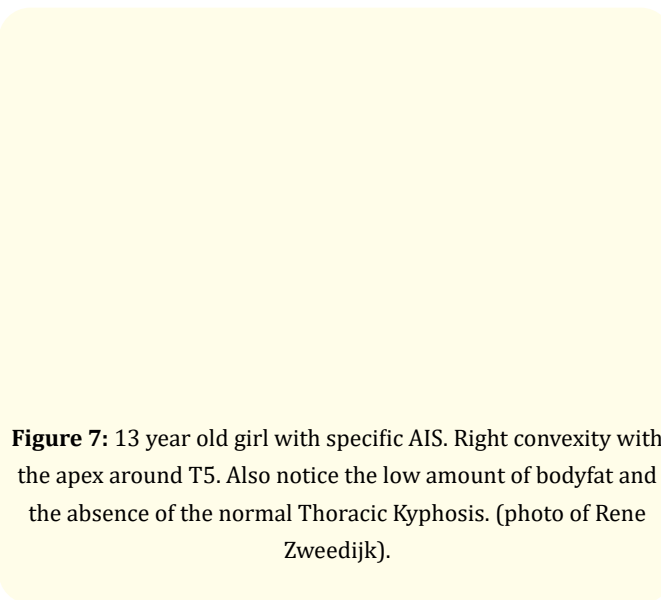 Figure 7: 13 year old girl with specific AIS. Right convexity with
the apex around T5. Also notice the low amount of bodyfat and
the absence of the normal Thoracic Kyphosis. (photo of Rene
Zweedijk).